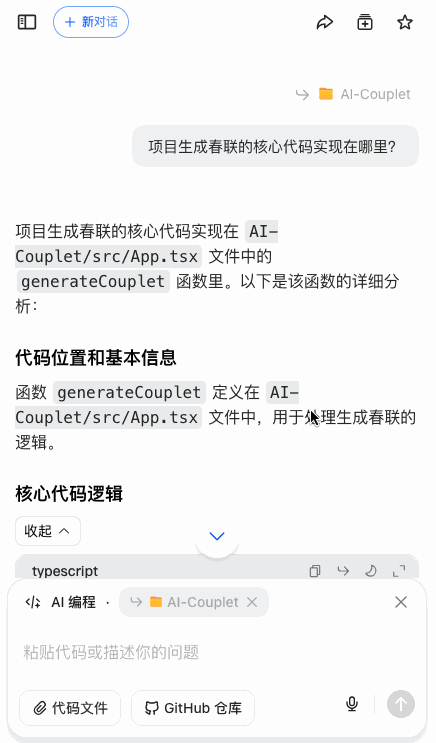 新对话
AI-Couplet
项目生成春联的核心代码实现在哪里?
项目生成春联的核心代码实现在 AI-
Couplet/src/App.tsx 文件中的
generateCouplet 函数里。以下是该函数的详细分
析：
代码位置和基本信息
函数 generateCouplet 定义在 AI-
Couplet/src/App.tsx 文件中，用于处理生成春联的
逻辑。
核心代码逻辑
收起
typescript
AI 编程 · AI-Couplet
粘贴代码或描述你的问题
代码文件 GitHub 仓库